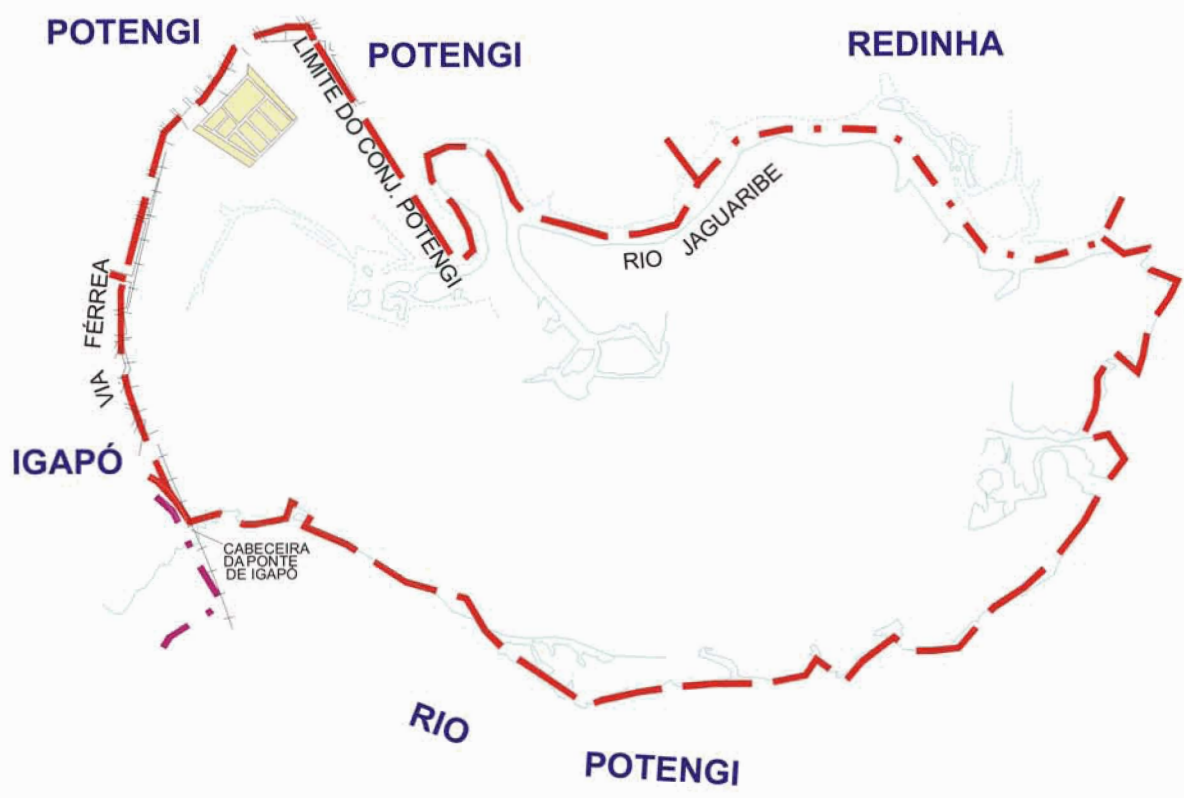 POTENGI
POTENGI
REDINHA
LIMITE DO CONJ. POTENGI
RIO JAGUARIBE
VIA FÉRREA
IGAPÓ
CABECEIRA
DA PONTE
DE IGAPÓ
RIO POTENGI